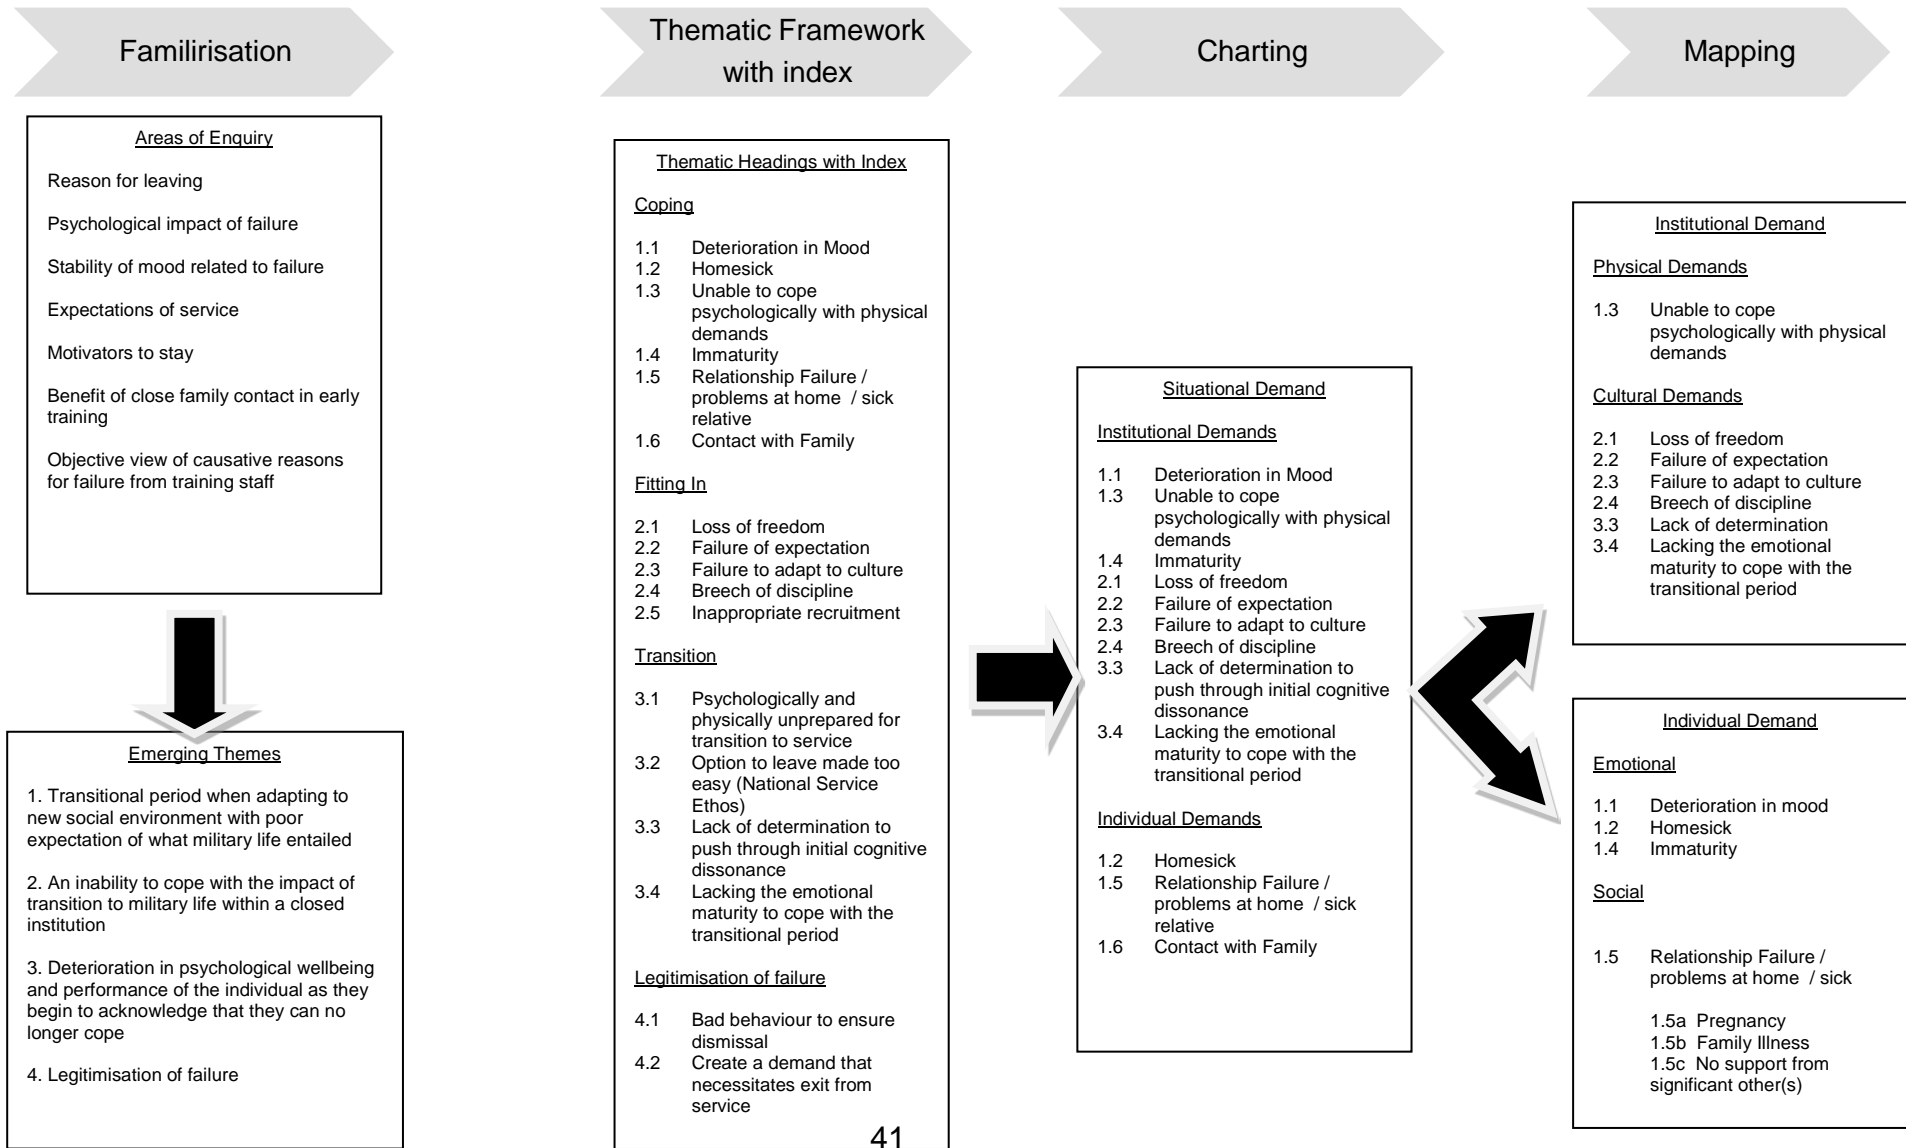 Familirisation
Areas of Enquiry
Reason for leaving
Psychological impact of failure
Stability of mood related to failure
Expectations of service
Motivators to stay
Benefit of close family contact in early
training
Objective view of causative reasons
for failure from training staff
Emerging Themes
1. Transitional period when adapting to
new social environment with poor
expectation of what military life entailed
2. An inability to cope with the impact of
transition to military life within a closed
institution
3. Deterioration in psychological wellbeing
and performance of the individual as they
begin to acknowledge that they can no
longer cope
4. Legitimisation of failure
Thematic Framework
with index
Thematic Headings with Index
Coping
1.1 Deterioration in Mood
1.2 Homesick
1.3 Unable to cope
psychologically with physical
demands
1.4 Immaturity
1.5 Relationship Failure /
problems at home / sick
relative
1.6 Contact with Family
Fitting In
2.1 Loss of freedom
2.2 Failure of expectation
2.3 Failure to adapt to culture
2.4 Breech of discipline
2.5 Inappropriate recruitment
Transition
3.1 Psychologically and
physically unprepared for
transition to service
3.2 Option to leave made too
easy (National Service
Ethos)
3.3 Lack of determination to
push through initial cognitive
dissonance
3.4 Lacking the emotional
maturity to cope with the
transitional period
Legitimisation of failure
4.1 Bad behaviour to ensure
dismissal
4.2 Create a demand that
necessitates exit from
service
41
Charting
Situational Demand
Institutional Demands
1.1 Deterioration in Mood
1.3 Unable to cope
psychologically with physical
demands
1.4 Immaturity
2.1 Loss of freedom
2.2 Failure of expectation
2.3 Failure to adapt to culture
2.4 Breech of discipline
3.3 Lack of determination to
push through initial cognitive
dissonance
3.4 Lacking the emotional
maturity to cope with the
transitional period
Individual Demands
1.2 Homesick
1.5 Relationship Failure /
problems at home / sick
relative
1.6 Contact with Family
Mapping
Institutional Demand
Physical Demands
1.3 Unable to cope
psychologically with physical
demands
Cultural Demands
2.1 Loss of freedom
2.2 Failure of expectation
2.3 Failure to adapt to culture
2.4 Breech of discipline
3.3 Lack of determination
3.4 Lacking the emotional
maturity to cope with the
transitional period
Individual Demand
Emotional
1.1 Deterioration in mood
1.2 Homesick
1.4 Immaturity
Social
1.5 Relationship Failure /
problems at home / sick
1.5a Pregnancy
1.5b Family Illness
1.5c No support from
significant other(s)